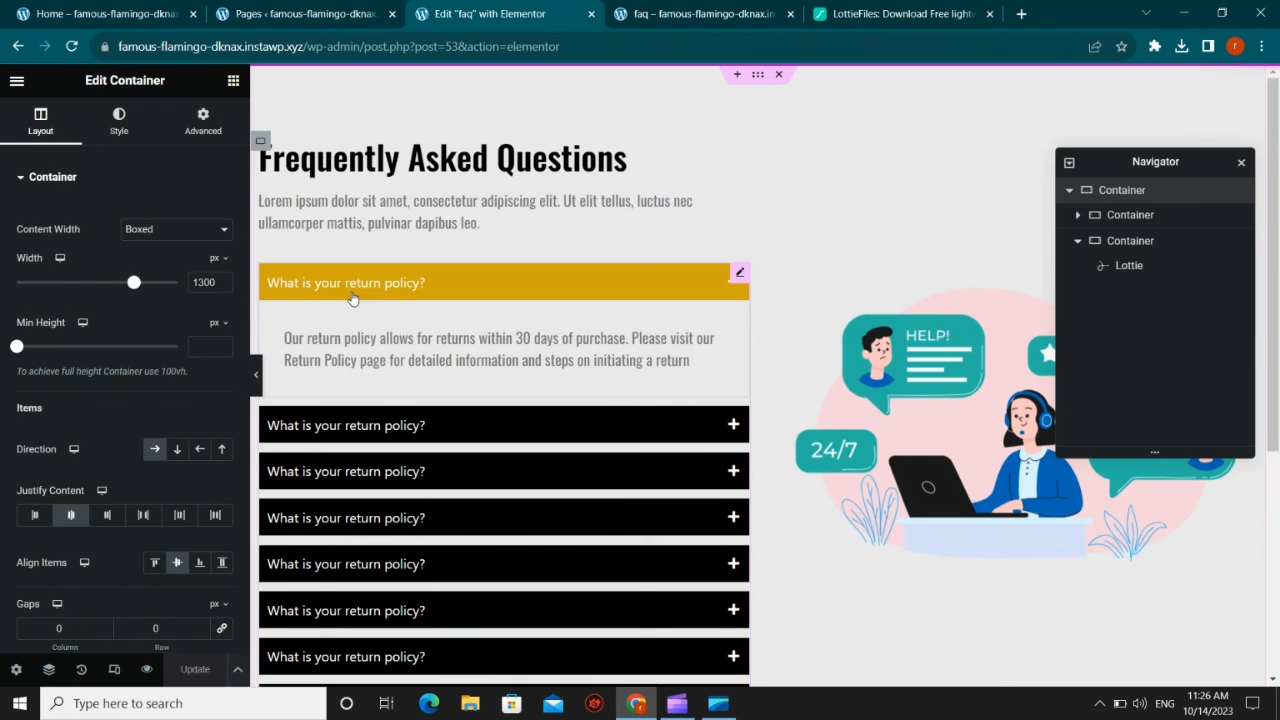 Home ‹ famous-flamingo-dknax.
Pages ‹ famous-flamingo-dknax.
Edit "faq" with Elementor
faq – famous-flamingo-dknax.in
LottieFiles: Download Free lightw
famous-flamingo-dknax.instawp.xyz/wp-admin/post.php?post=53&action=elementor
r
Edit Container
Layout
Style
Advanced
Container
Content Width
Boxed
Width
px
1300
Min Height
px
To achieve full height Container use 100vh.
Items
Direction
Justify Content
Align Items
Gaps
px
0
0
Column
Row
Update
Frequently Asked Questions
Lorem ipsum dolor sit amet, consectetur adipiscing elit. Ut elit tellus, luctus nec
ullamcorper mattis, pulvinar dapibus leo.
What is your return policy?
Our return policy allows for returns within 30 days of purchase. Please visit our
Return Policy page for detailed information and steps on initiating a return
What is your return policy?
What is your return policy?
What is your return policy?
What is your return policy?
What is your return policy?
What is your return policy?
HELP!
24/7
Navigator
Container
Container
Container
Lottie
Type here to search
ENG
11:26 AM
10/14/2023